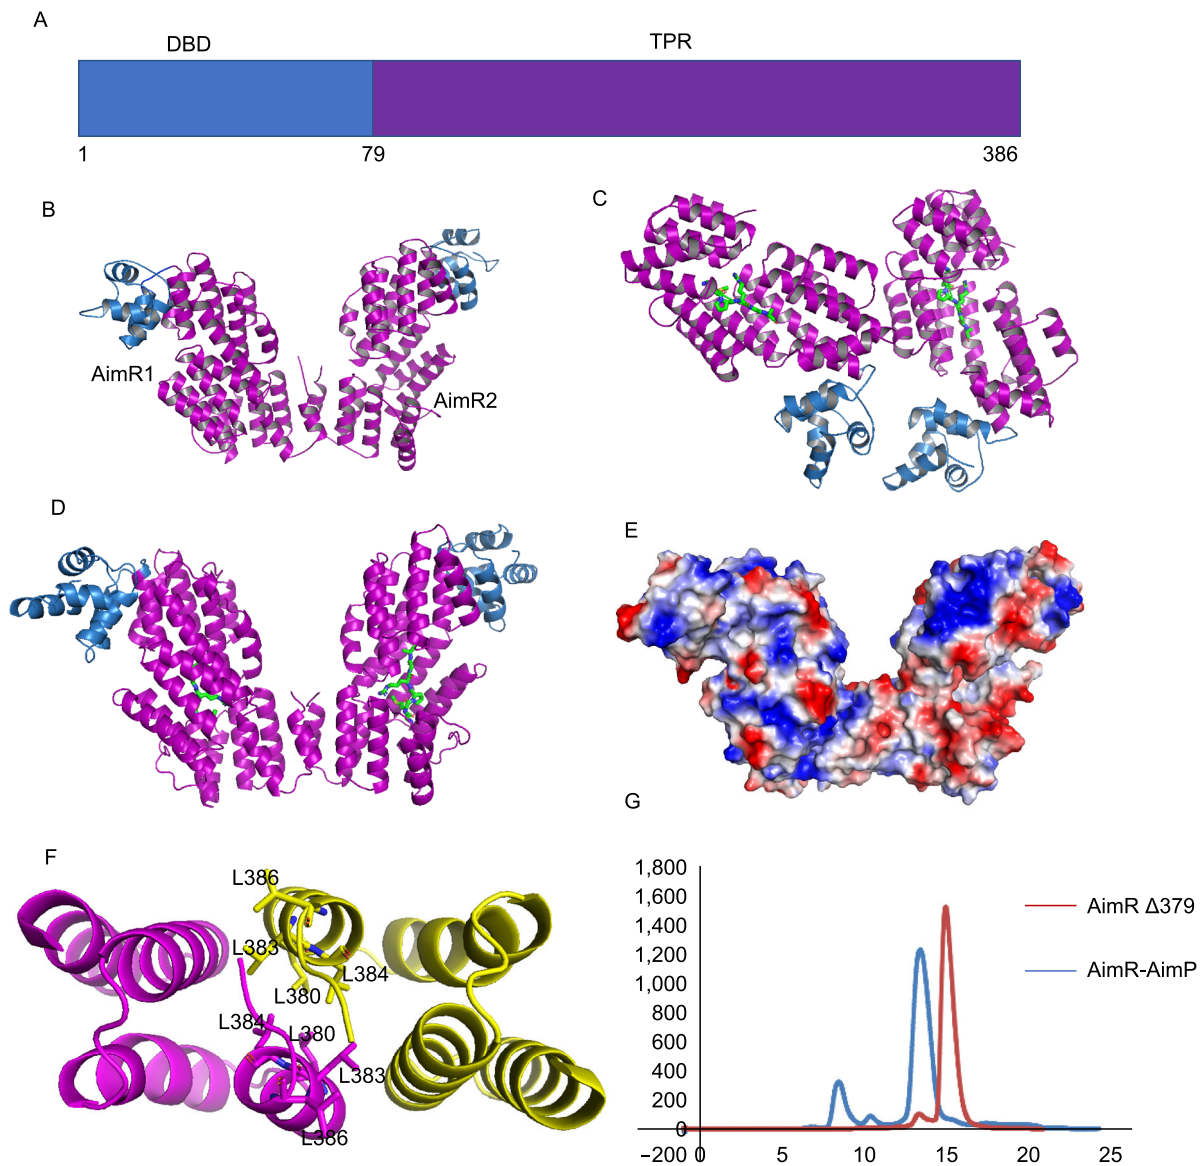 A
DBD
TPR
1
79
386
B
AimR1
AimR2
C
D
E
F
L386
L383
L384
L380
L384
L380
L383
L386
G
1,800
1,600
1,400
1,200
1,000
800
600
400
200
0
−200
0
5
10
15
20
25
AimR Δ379
AimR-AimP